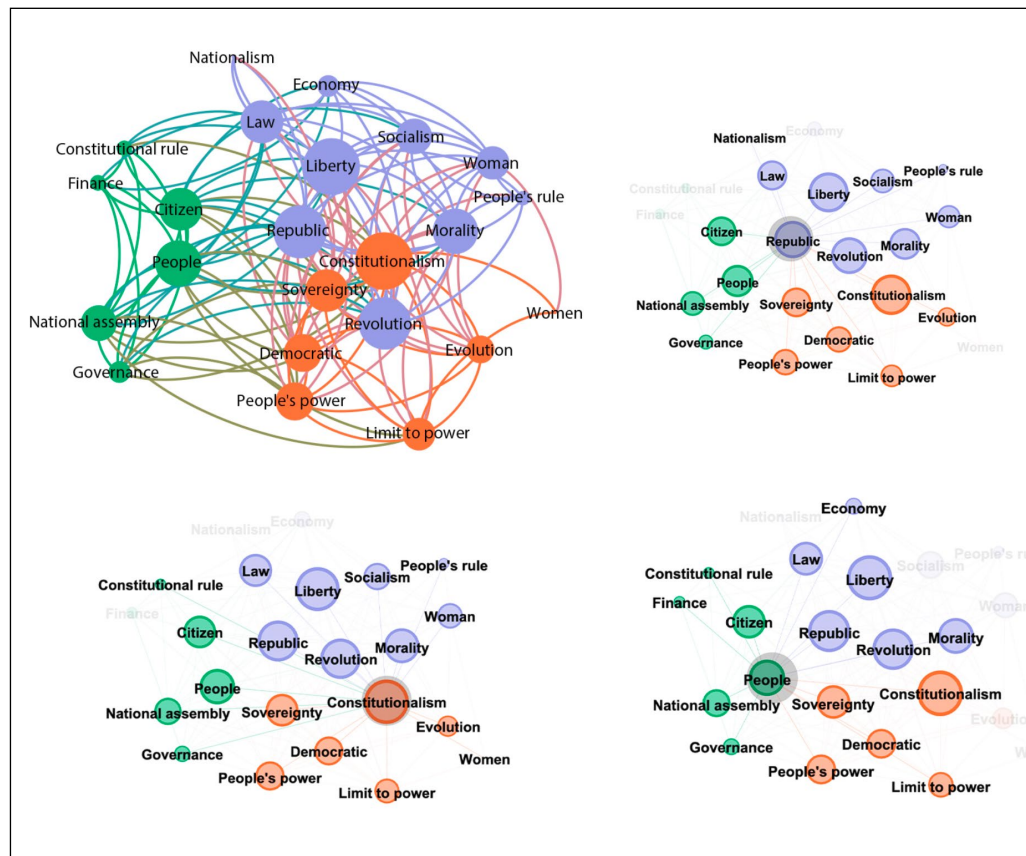 Nationalism
Economy
Law
Socialism
Constitutional rule
Liberty
Woman
Finance
People's rule
Citizen
Republic
Morality
People
Constitutionalism
Sovereignty
National assembly
Revolution
Women
Democratic
Evolution
Governance
People's power
Limit to power
Economy
Nationalism
People's rule
Law
Socialism
Constitutional rule
Liberty
Finance
Woman
Citizen
Republic
Morality
Revolution
People
Constitutionalism
National assembly
Sovereignty
Evolution
Governance
Democratic
Women
People's power
Limit to power
Economy
Nationalism
People's rule
Law
Socialism
Constitutional rule
Liberty
Finance
Woman
Citizen
Republic
Morality
Revolution
People
Constitutionalism
National assembly
Sovereignty
Evolution
Governance
Democratic
Women
People's power
Limit to power
Economy
Nationalism
People's ru
Law
Socialism
Constitutional rule
Liberty
Finance
Woman
Citizen
Republic
Morality
Revolution
People
Constitutionalism
National assembly
Sovereignty
Evolution
Governance
Democratic
W
People's power
Limit to power